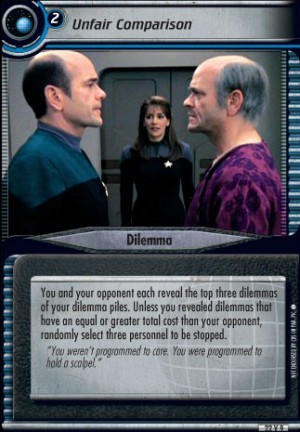 2
Unfair Comparison
Dilemma
You and your opponent each reveal the top three dilemmas
of your dilemma piles. Unless you revealed dilemmas that
have an equal or greater total cost than your opponent,
randomly select three personnel to be stopped.
"You weren't programmed to care. You were programmed to
hold a scalpel."
22 V 6